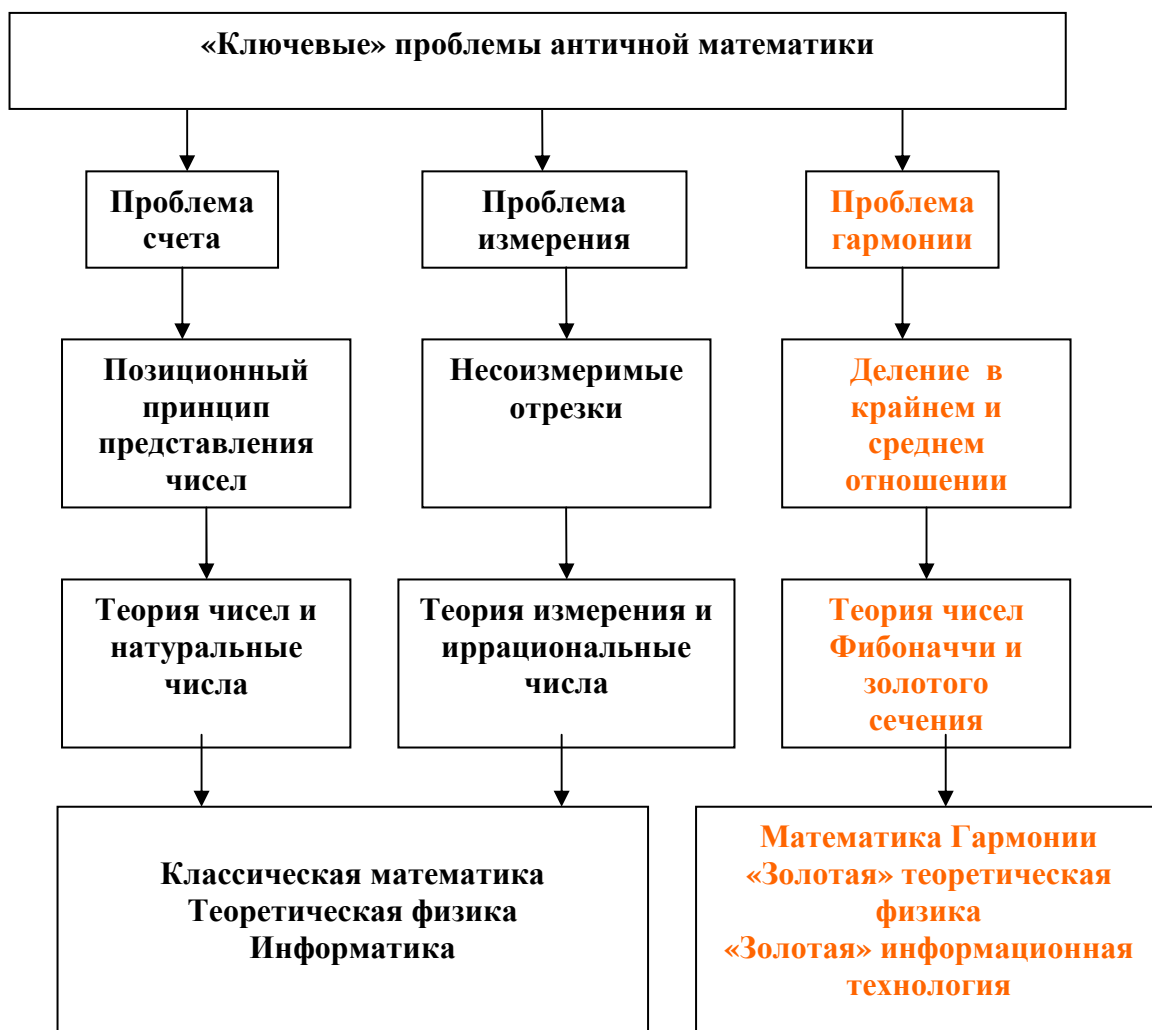 «Ключевые» проблемы античной математики
Проблема
счета
Проблема
измерения
Проблема
гармонии
Позиционный
принцип
представления
чисел
Несоизмеримые
отрезки
Деление в
крайнем и
среднем
отношении
Теория чисел и
натуральные
числа
Теория измерения и
иррациональные
числа
Теория чисел
Фибоначчи и
золотого
сечения
Классическая математика
Теоретическая физика
Информатика
Математика Гармонии
«Золотая» теоретическая
физика
«Золотая» информационная
технология